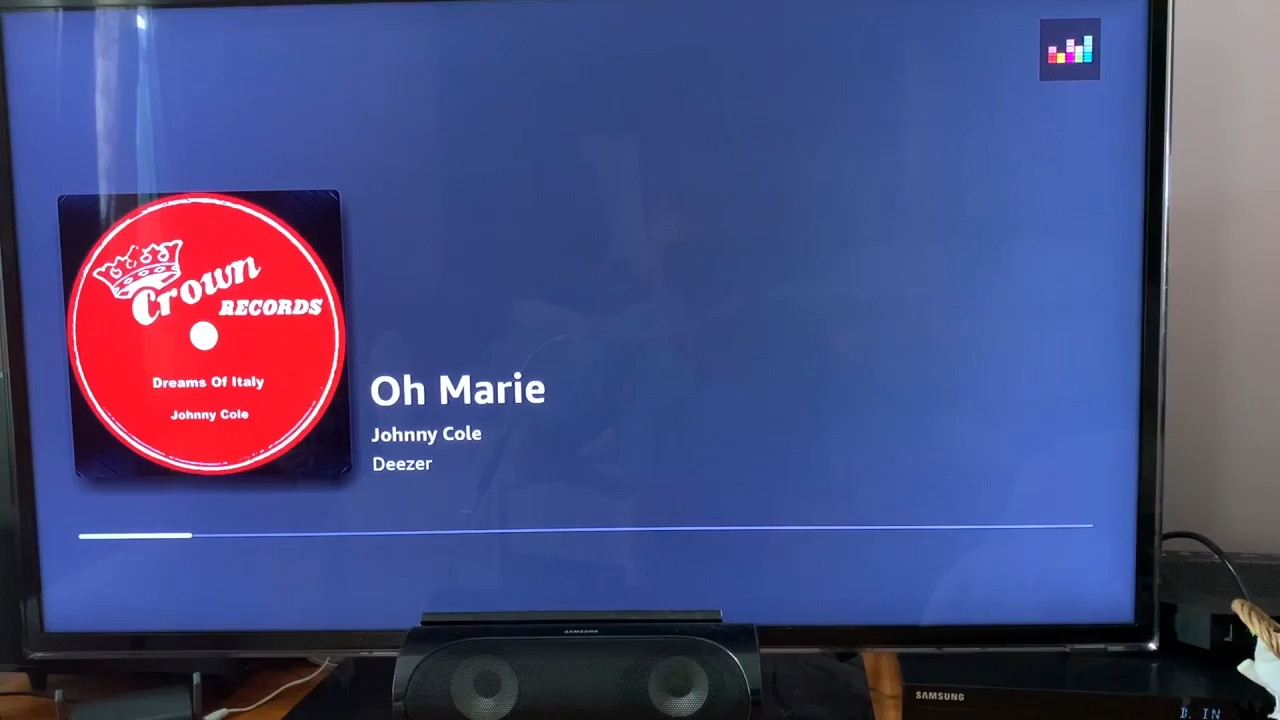 Crown
RECORDS
Dreams Of Italy
Johnny Cole
Oh Marie
Johnny Cole
Deezer
SAMSUNG
SAMSUNG